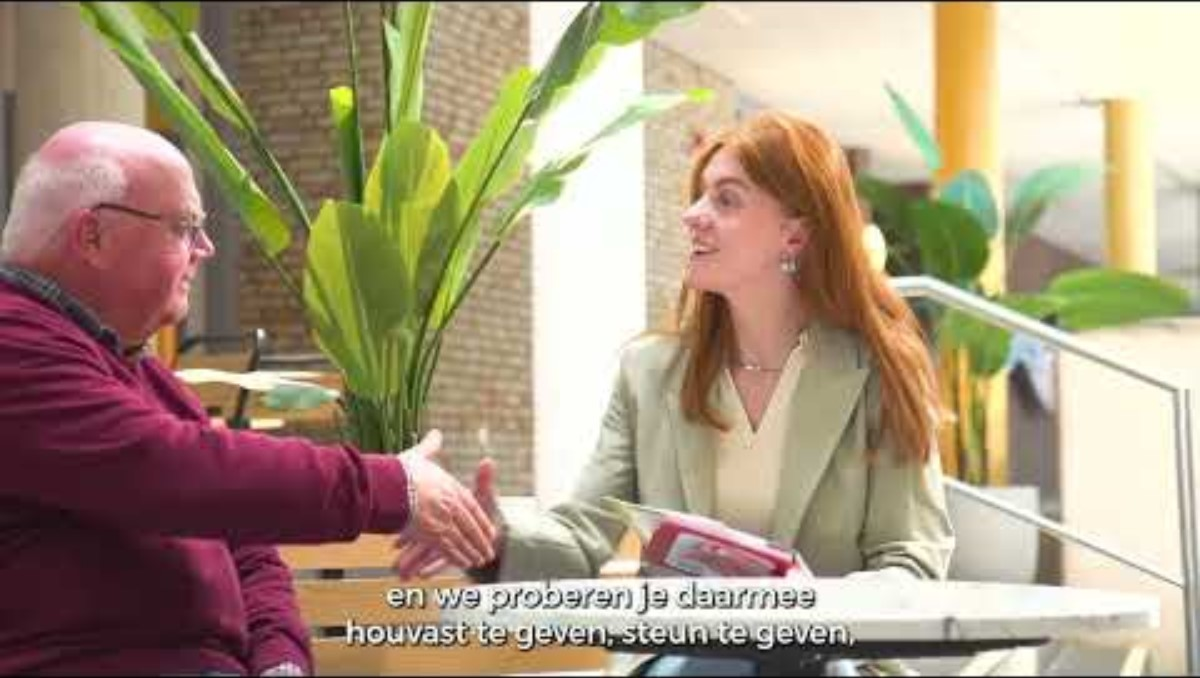 en we proberen je daarmee
houvast te geven, steun te geven,